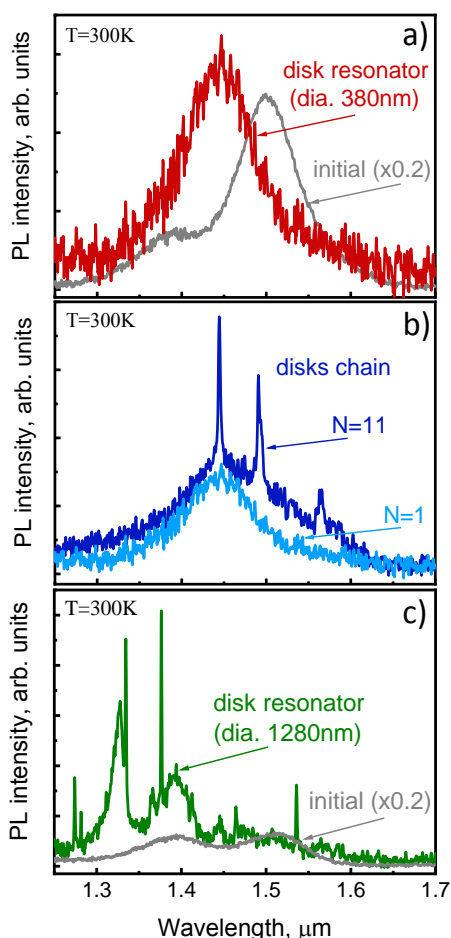 T=300K
a)
disk resonator
(dia. 380nm)
initial (x0.2)
PL intensity, arb. units
T=300K
b)
disks chain
N=11
N=1
PL intensity, arb. units
T=300K
c)
disk resonator
(dia. 1280nm)
initial (x0.2)
PL intensity, arb. units
1.3 1.4 1.5 1.6 1.7
Wavelength, μm